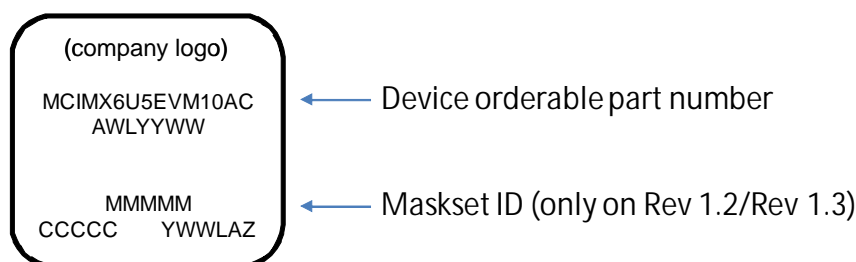 (company logo)
MCIMX6U5EVM10AC
AWLYYWW
MMMMM
CCCCC YWWLAZ
Device orderable part number
Maskset ID (only on Rev 1.2/Rev 1.3)